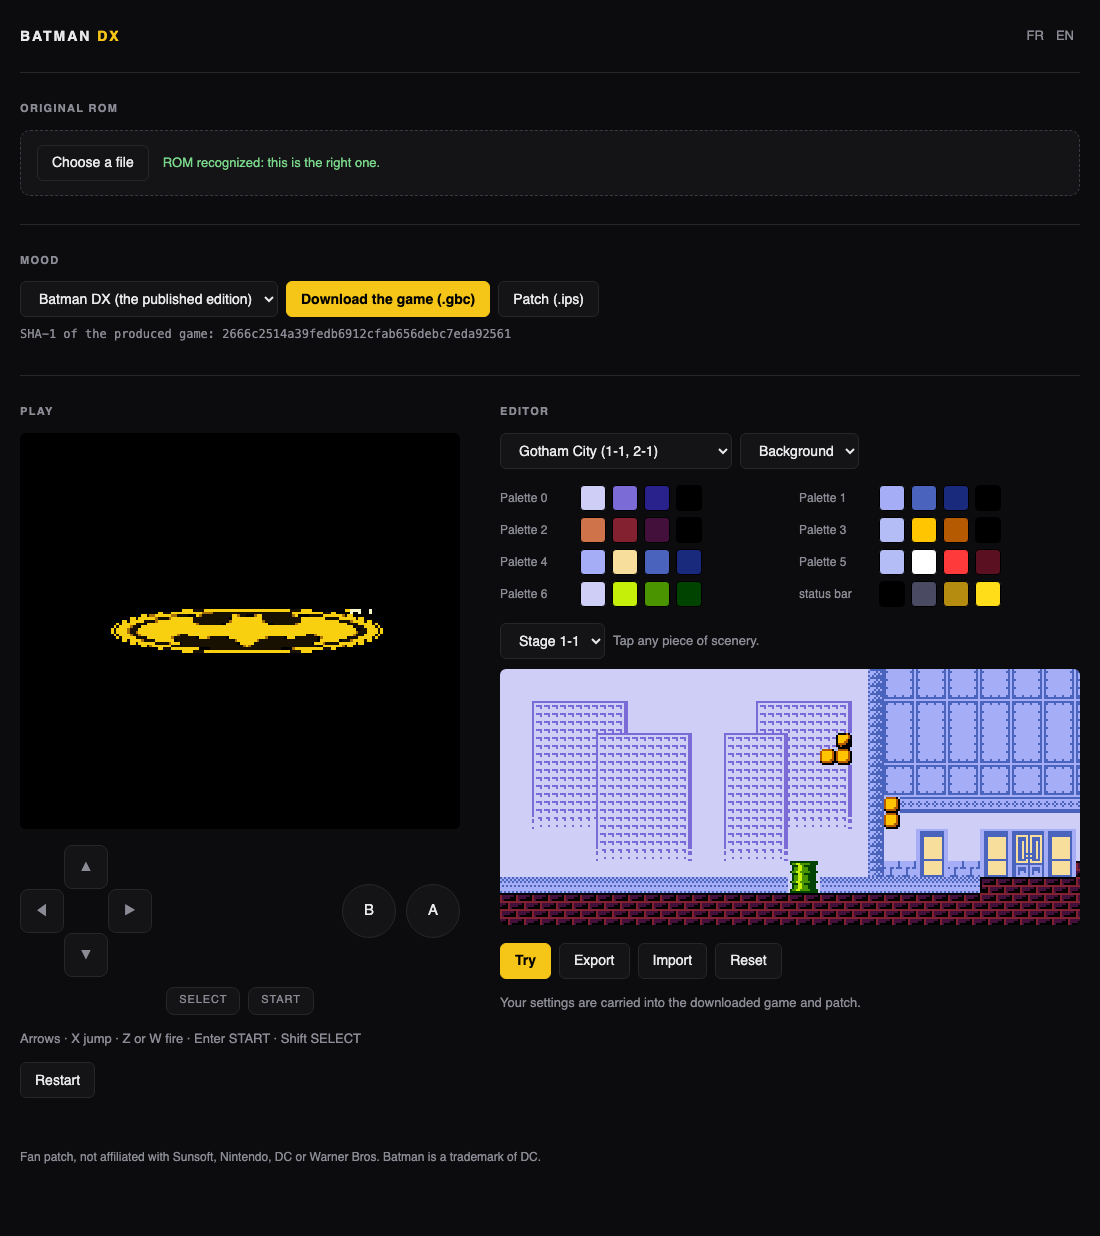 BATMAN DX
FR EN
ORIGINAL ROM
Choose a file
ROM recognized: this is the right one.
MOOD
Batman DX (the published edition)
Download the game (.gbc)
Patch (.ips)
SHA-1 of the produced game: 2666c2514a39fedb6912cfab656debc7eda92561
PLAY
B
A
SELECT
START
Arrows · X jump · Z or W fire · Enter START · Shift SELECT
Restart
EDITOR
Gotham City (1-1, 2-1)
Background
Palette 0
Palette 1
Palette 2
Palette 3
Palette 4
Palette 5
Palette 6
status bar
Stage 1-1
Tap any piece of scenery.
Try
Export
Import
Reset
Your settings are carried into the downloaded game and patch.
Fan patch, not affiliated with Sunsoft, Nintendo, DC or Warner Bros. Batman is a trademark of DC.